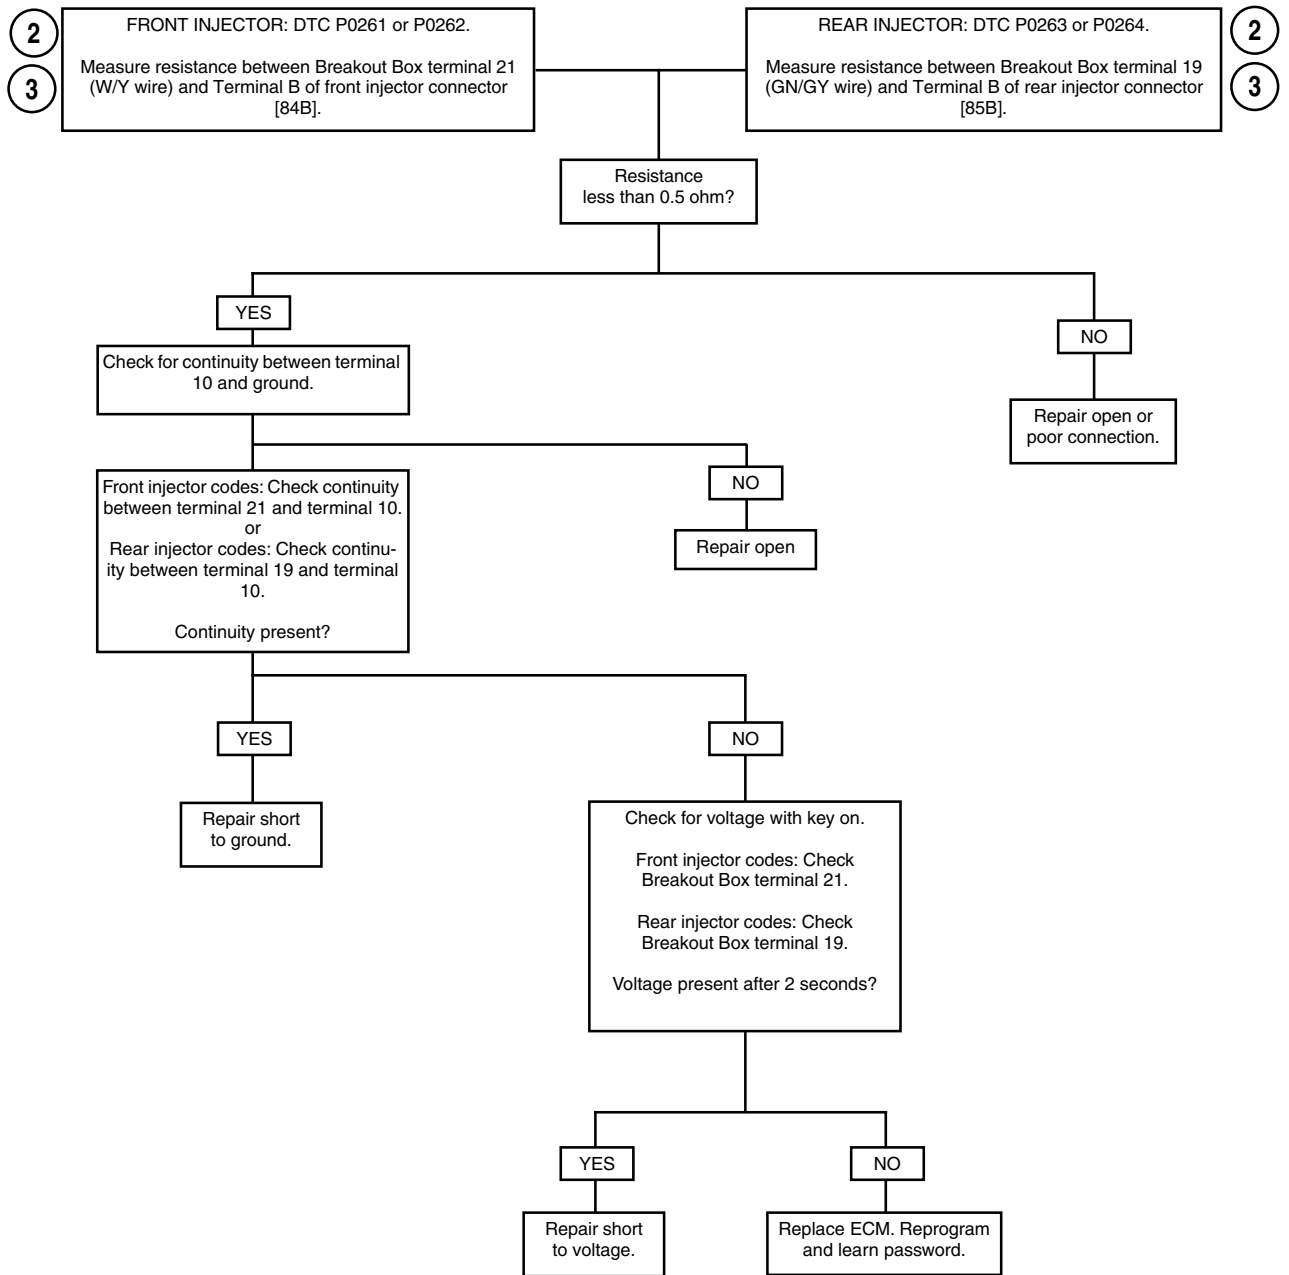 2
3
FRONT INJECTOR: DTC P0261 or P0262.
Measure resistance between Breakout Box terminal 21
(W/Y wire) and Terminal B of front injector connector
[84B].
REAR INJECTOR: DTC P0263 or P0264.
Measure resistance between Breakout Box terminal 19
(GN/GY wire) and Terminal B of rear injector connector
[85B].
2
3
Resistance
less than 0.5 ohm?
YES
NO
Check for continuity between terminal
10 and ground.
Repair open or
poor connection.
Front injector codes: Check continuity
between terminal 21 and terminal 10.
or
Rear injector codes: Check continu-
ity between terminal 19 and terminal
10.
Continuity present?
NO
Repair open
YES
NO
Repair short
to ground.
Check for voltage with key on.
Front injector codes: Check
Breakout Box terminal 21.
Rear injector codes: Check
Breakout Box terminal 19.
Voltage present after 2 seconds?
YES
NO
Repair short
to voltage.
Replace ECM. Reprogram
and learn password.